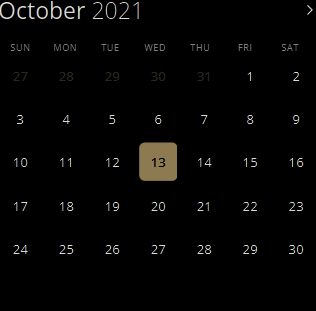 October 2021
SUN MON TUE WED THU FRI SAT
27 28 29 30 31 1 2
3 4 5 6 7 8 9
10 11 12 13 14 15 16
17 18 19 20 21 22 23
24 25 26 27 28 29 30